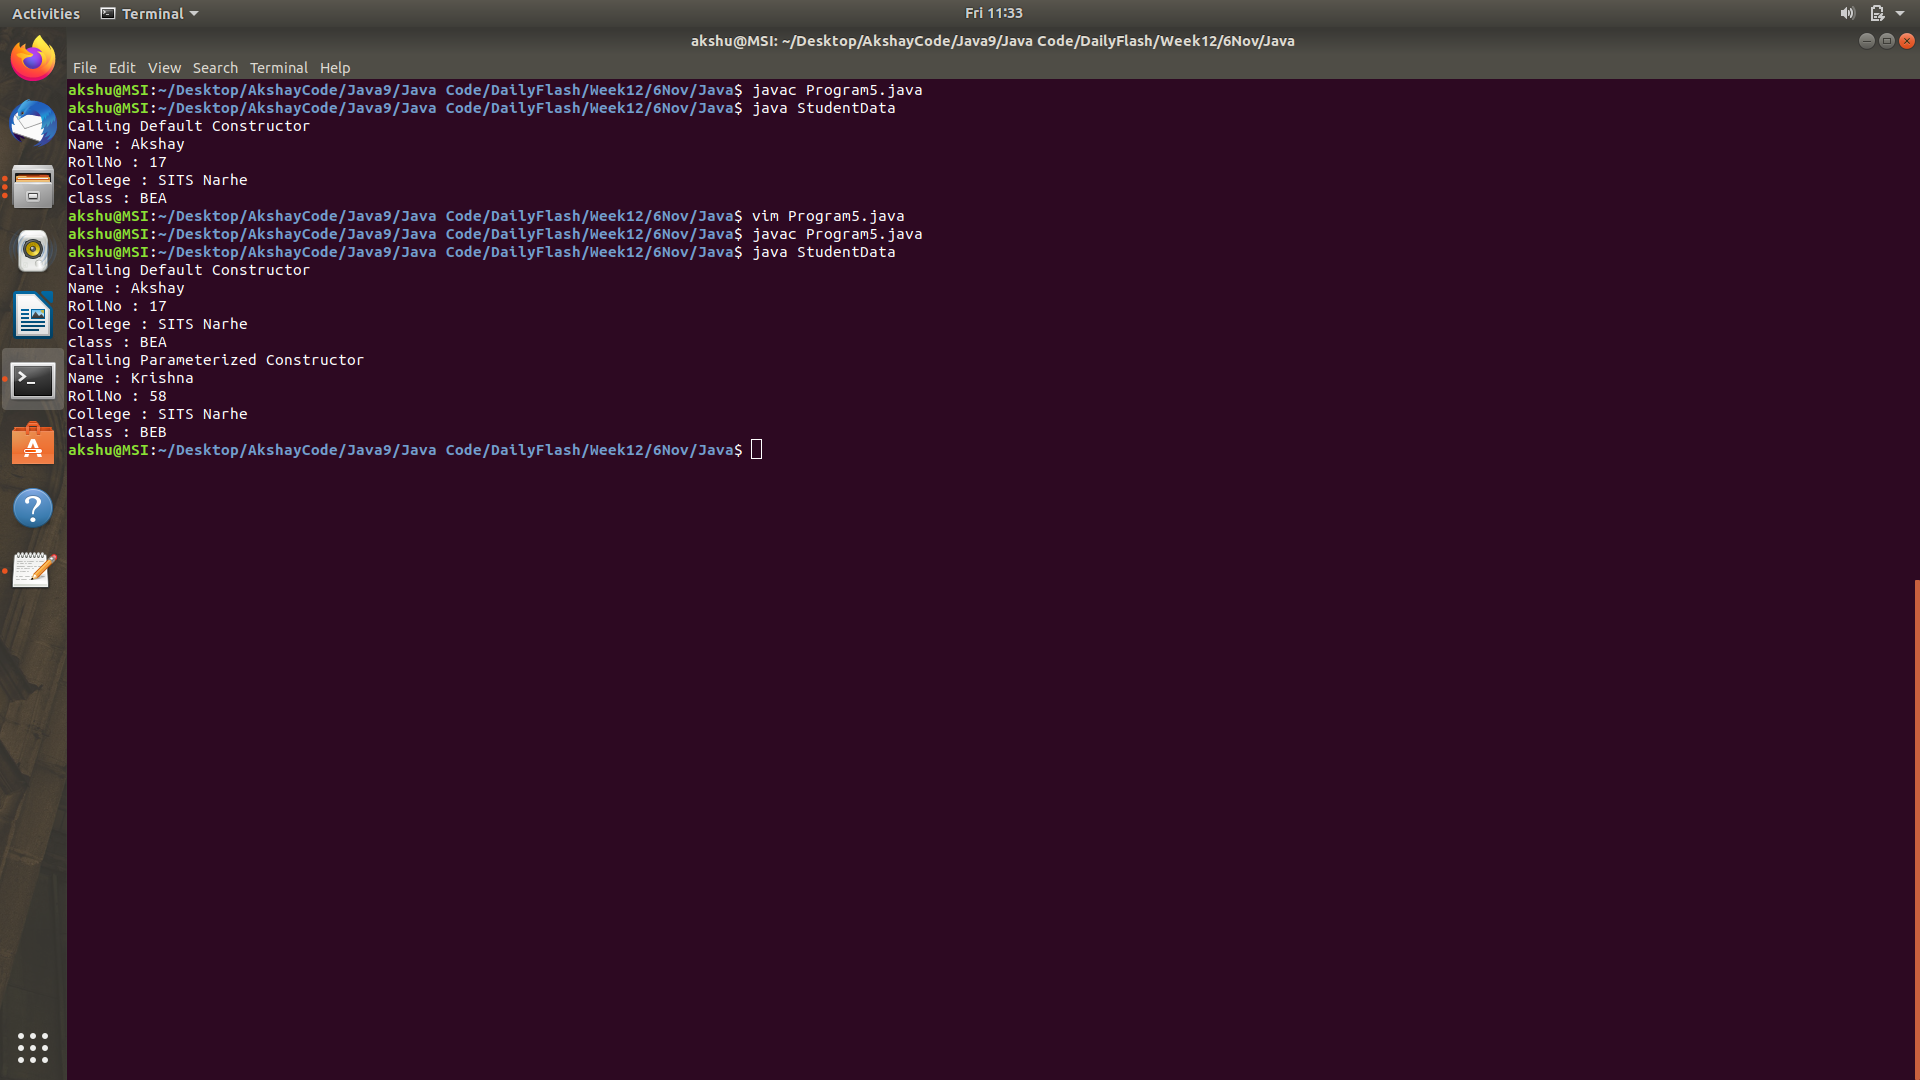 Activities Terminal Fri 11:33
akshu@MSI: ~/Desktop/AkshayCode/Java9/Java Code/DailyFlash/Week12/6Nov/Java
File Edit View Search Terminal Help
akshu@MSI:~/Desktop/AkshayCode/Java9/Java Code/DailyFlash/Week12/6Nov/Java$ javac Program5.java
akshu@MSI:~/Desktop/AkshayCode/Java9/Java Code/DailyFlash/Week12/6Nov/Java$ java StudentData
Calling Default Constructor
Name : Akshay
RollNo : 17
College : SITS Narhe
class : BEA
akshu@MSI:~/Desktop/AkshayCode/Java9/Java Code/DailyFlash/Week12/6Nov/Java$ vim Program5.java
akshu@MSI:~/Desktop/AkshayCode/Java9/Java Code/DailyFlash/Week12/6Nov/Java$ javac Program5.java
akshu@MSI:~/Desktop/AkshayCode/Java9/Java Code/DailyFlash/Week12/6Nov/Java$ java StudentData
Calling Default Constructor
Name : Akshay
RollNo : 17
College : SITS Narhe
class : BEA
Calling Parameterized Constructor
Name : Krishna
RollNo : 58
College : SITS Narhe
Class : BEB
akshu@MSI:~/Desktop/AkshayCode/Java9/Java Code/DailyFlash/Week12/6Nov/Java$